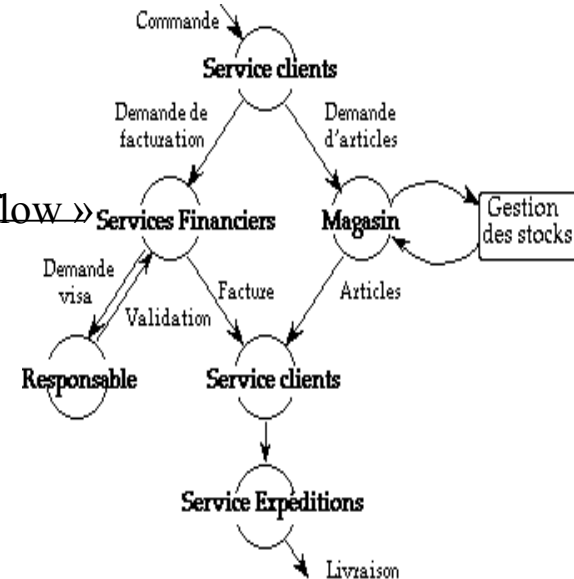 Commande
Service clients
Demande de
facturation
Demande
d'articles
low »
Services Financiers
Magasin
Gestion
des stocks
Demande
visa
Validation
Facture
Articles
Responsable
Service clients
Service Expéditions
Livraison